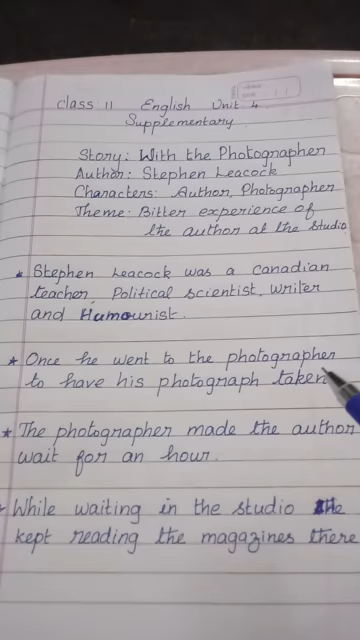 class 11 English Unit 4
Supplementary
Story: With the Photographer
Author: Stephen Leacock
Characters: Author, Photographer
Theme: Bitter experience of
the author at the studio
* Stephen Leacock was a Canadian
teacher, Political scientist, writer
and Humounist.
* Once he went to the photographer
to have his photograph taken
* The photographer made the author
wait for an hour.
* While waiting in the studio He
kept reading the magazines there